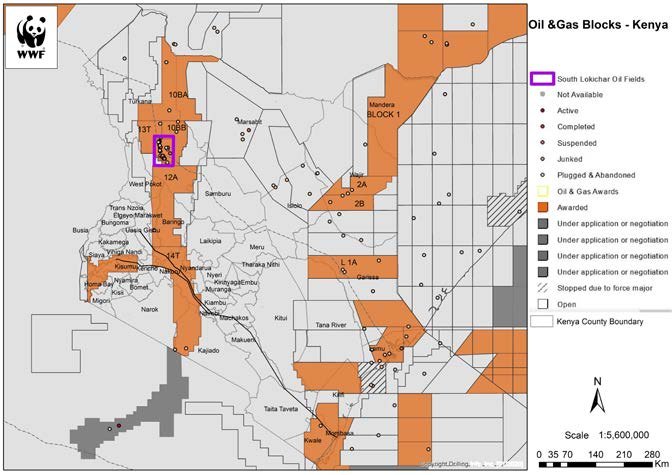 WWF
Oil &Gas Blocks - Kenya
South Lokichar Oil Fields
Not Available
Active
Completed
Suspended
Junked
Plugged & Abandoned
Oil & Gas Awards
Awarded
Under application or negotiation
Under application or negotiation
Under application or negotiation
Under application or negotiation
Stopped due to force major
Open
Kenya County Boundary
N
Scale 1:5,600,000
0 35 70 140 210 280
Km
10BA
Turkana
Mandera
BLOCK 1
Marsabit
13T
10BB
12A
West Pokot
Samburu
Wajir
2A
2B
Isiolo
Trans Nzoia
Elgeyo Marakwet
Bungoma
Uasin Gishu
Baringo
Busia
Kakamega
Laikipia
Meru
Vihiga Nandi
Siaya
14T
Kisumu
Kericho
Nakuru
Nyandarua
Tharaka Nithi
L 1A
Garissa
Homa Bay
Nyamira
Nyeri
Kirinyaga
Embu
Kisii
Bomet
Muranga
Migori
Kiambu
Narok
Nairobi
Machakos
Kitui
Tana River
Lamu
Makueni
Kajiado
Kilifi
Taita Taveta
Mombasa
Kwale
Copyright,Drilling,